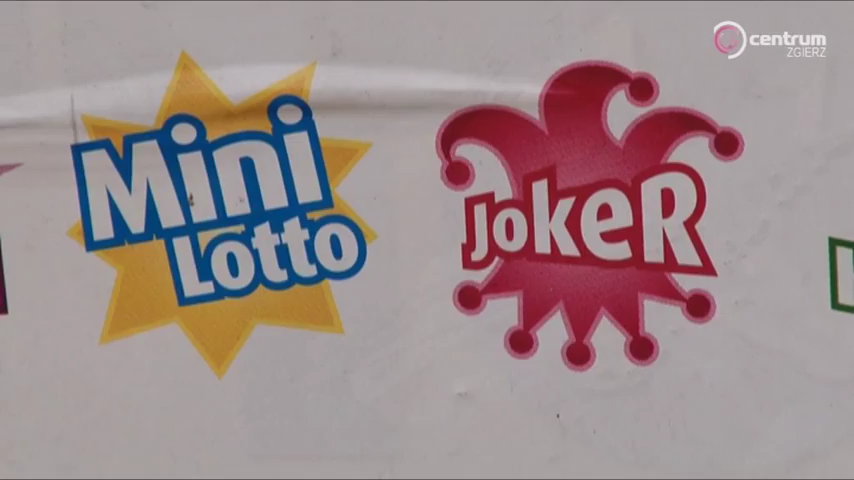 centrum
ZGIERZ
Mini
Lotto
Joker